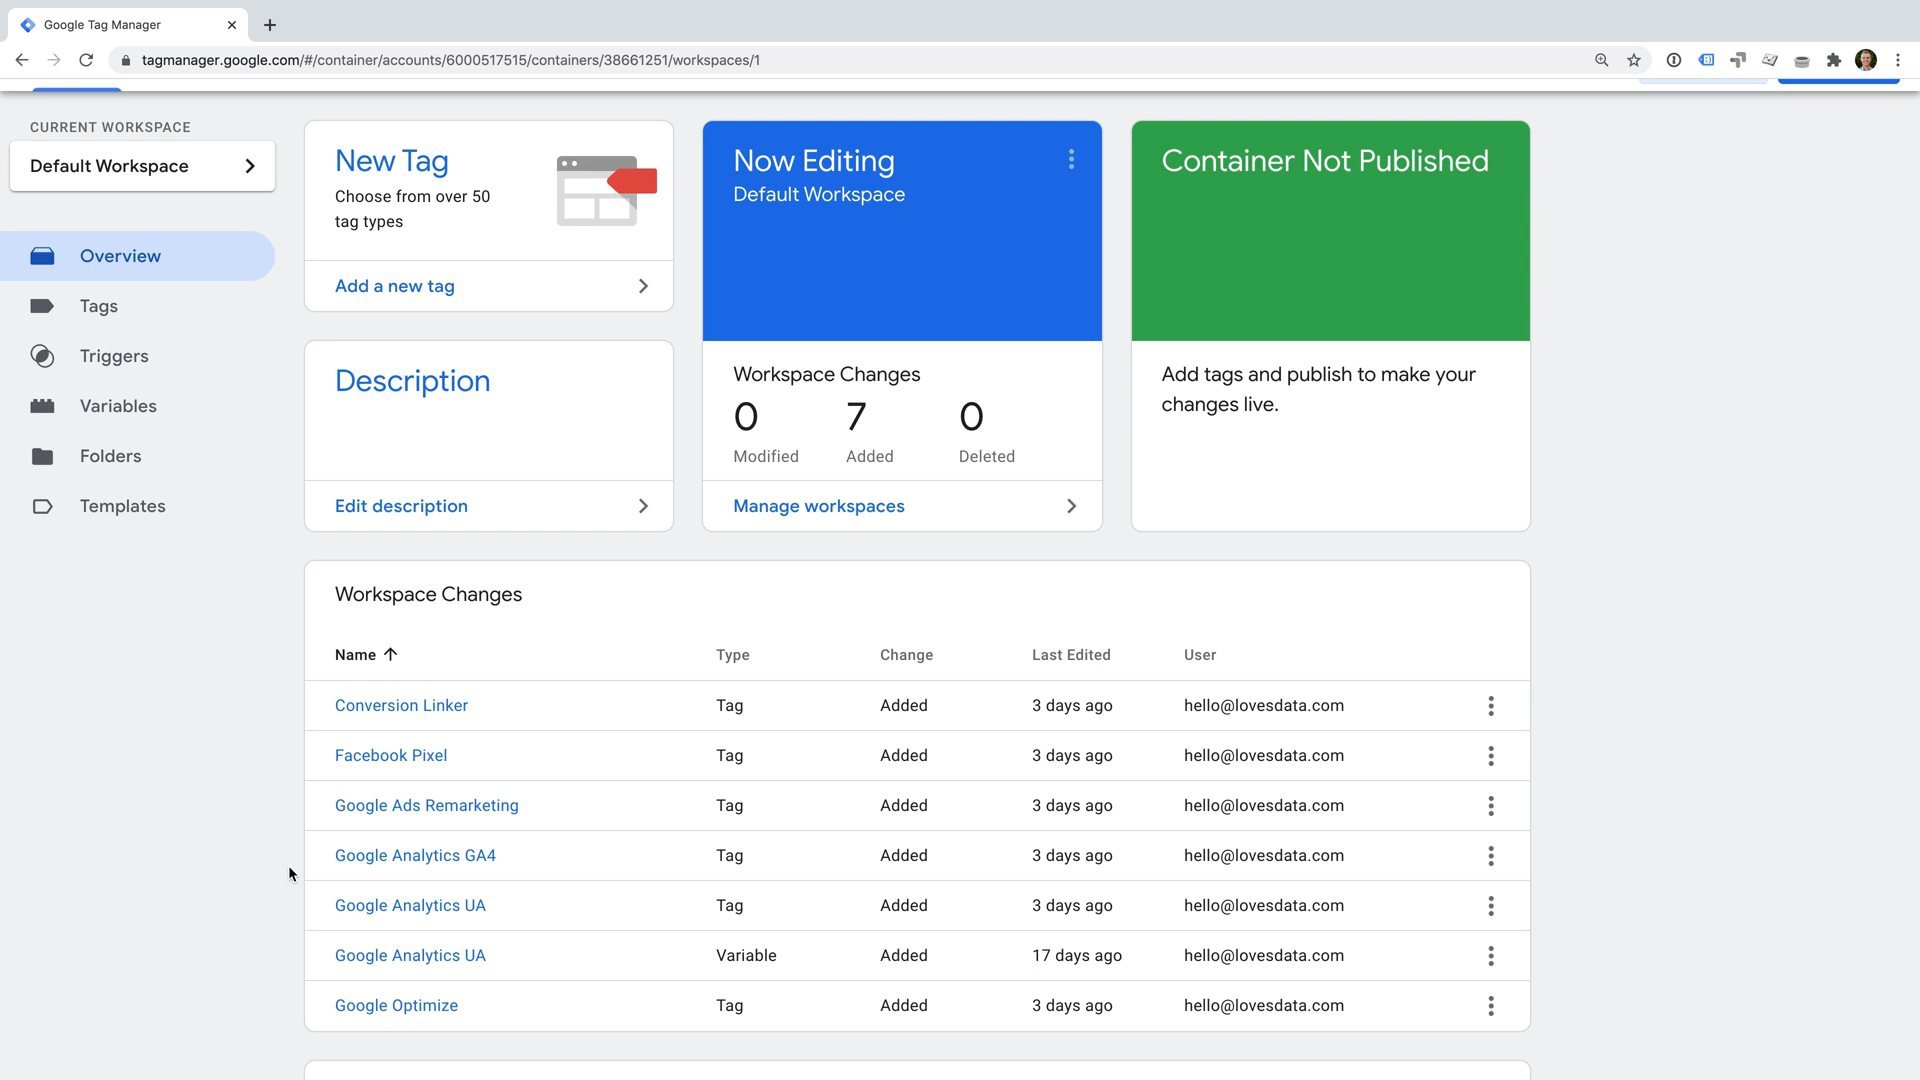 Google Tag Manager
tagmanager.google.com/#/container/accounts/6000517515/containers/38661251/workspaces/1
CURRENT WORKSPACE
Default Workspace
Overview
Tags
Triggers
Variables
Folders
Templates
New Tag
Choose from over 50
tag types
Add a new tag
Description
Edit description
Now Editing
Default Workspace
Workspace Changes
0 7 0
Modified Added Deleted
Manage workspaces
Container Not Published
Add tags and publish to make your
changes live.
Workspace Changes
Name Type Change Last Edited User
Conversion Linker Tag Added 3 days ago hello@lovesdata.com
Facebook Pixel Tag Added 3 days ago hello@lovesdata.com
Google Ads Remarketing Tag Added 3 days ago hello@lovesdata.com
Google Analytics GA4 Tag Added 3 days ago hello@lovesdata.com
Google Analytics UA Tag Added 3 days ago hello@lovesdata.com
Google Analytics UA Variable Added 17 days ago hello@lovesdata.com
Google Optimize Tag Added 3 days ago hello@lovesdata.com